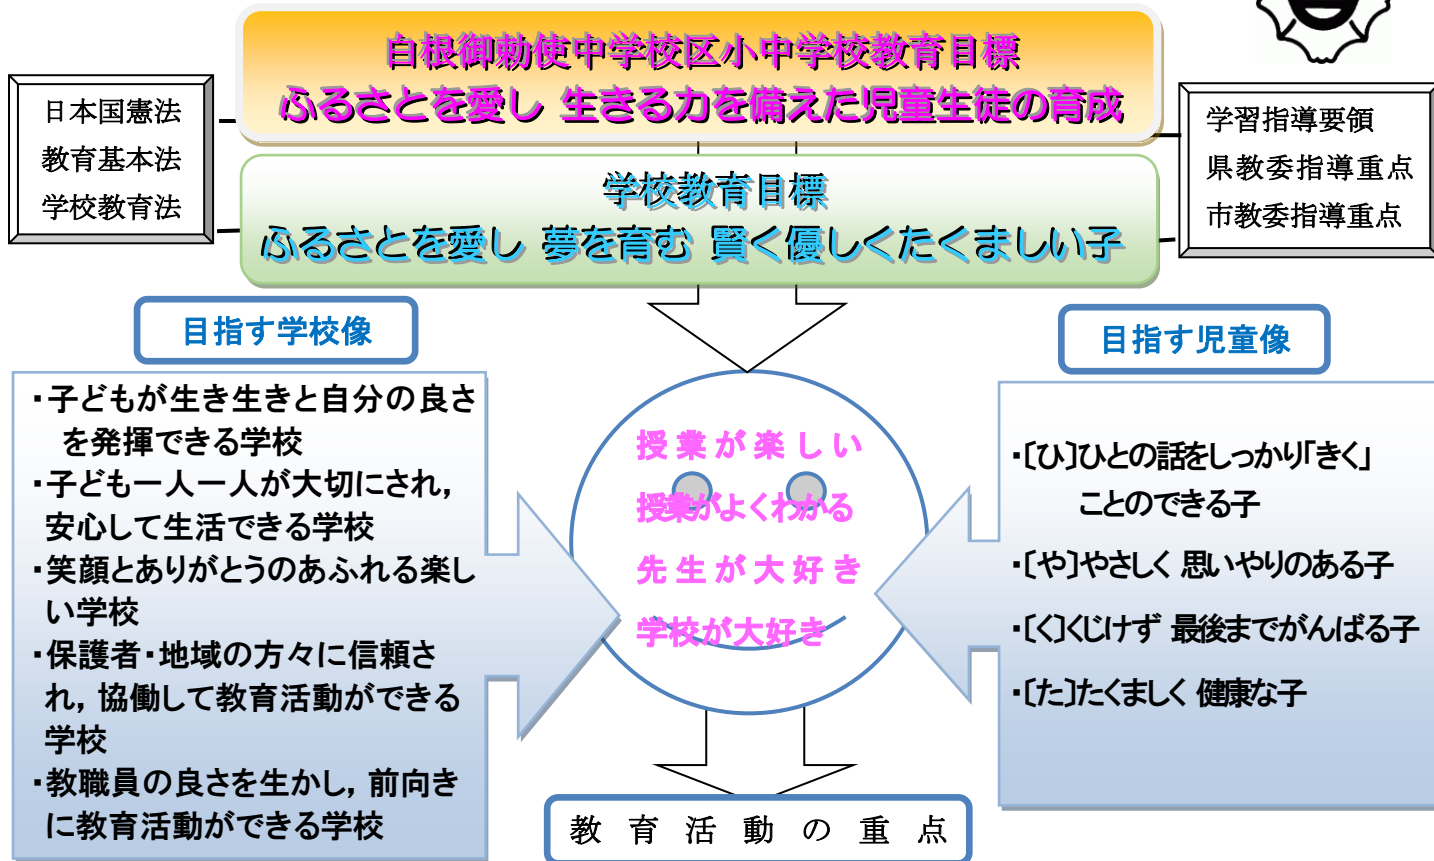 白根御勅使中学校区小中学校教育目標
ふるさとを愛し 生きる力を備えた児童生徒の育成
日本国憲法
教育基本法
学校教育法
学習指導要領
県教委指導重点
市教委指導重点
学校教育目標
ふるさとを愛し 夢を育む 賢く優しくたくましい子
目指す学校像
・子どもが生き生きと自分の良さ
を発揮できる学校
・子ども一人一人が大切にされ，
安心して生活できる学校
・笑顔とありがとうのあふれる楽し
い学校
・保護者・地域の方々に信頼さ
れ，協働して教育活動ができる
学校
・教職員の良さを生かし，前向き
に教育活動ができる学校
授業が楽しい
授業がよくわかる
先生が大好き
学校が大好き
目指す児童像
・〔ひ〕ひとの話をしっかり「きく」
ことのできる子
・〔や〕やさしく 思いやりのある子
・〔く〕くじけず 最後までがんばる子
・〔た〕たくましく 健康な子
教育活動の重点